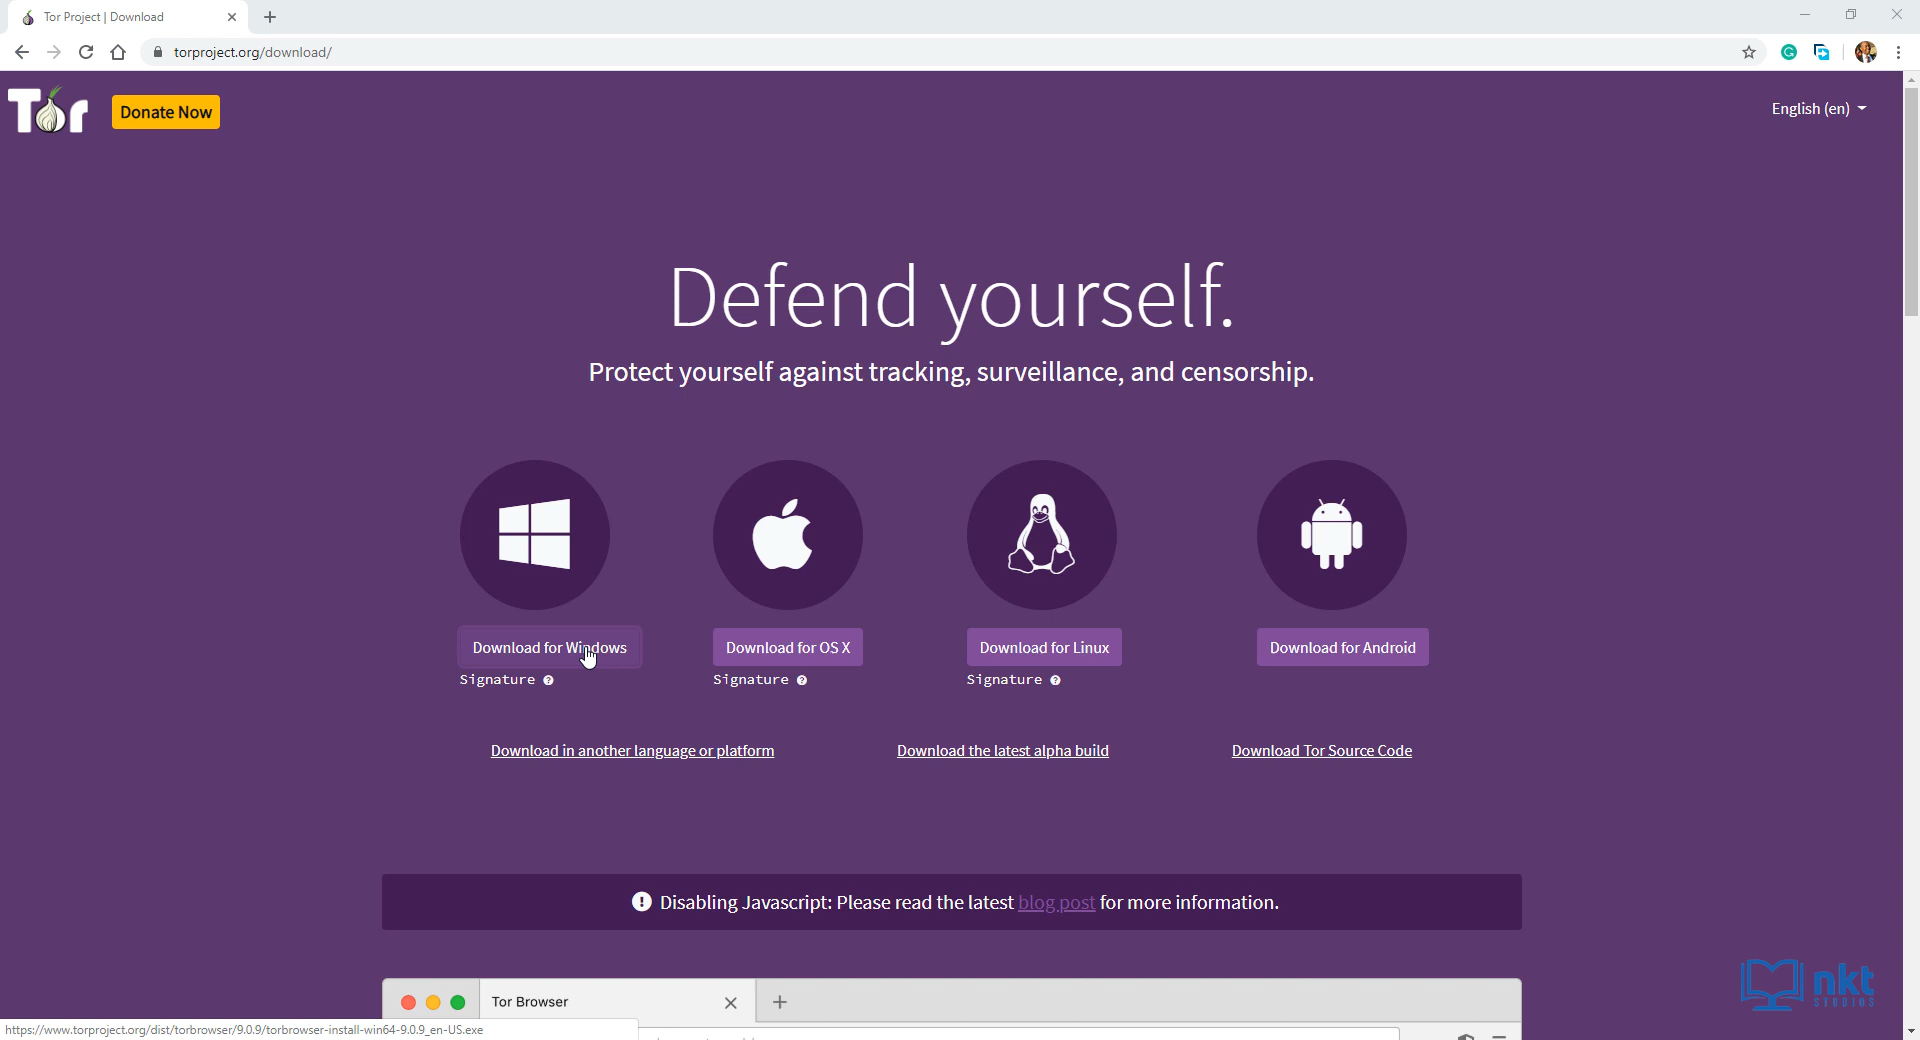 Tor Project | Download
torproject.org/download/
Tor
Donate Now
English (en)
Defend yourself.
Protect yourself against tracking, surveillance, and censorship.
Download for Windows
Download for OS X
Download for Linux
Download for Android
Signature ?
Signature ?
Signature ?
Download in another language or platform
Download the latest alpha build
Download Tor Source Code
! Disabling Javascript: Please read the latest blog post for more information.
nkt
STUDIOS
Tor Browser
https://www.torproject.org/dist/torbrowser/9.0.9/torbrowser-install-win64-9.0.9_en-US.exe